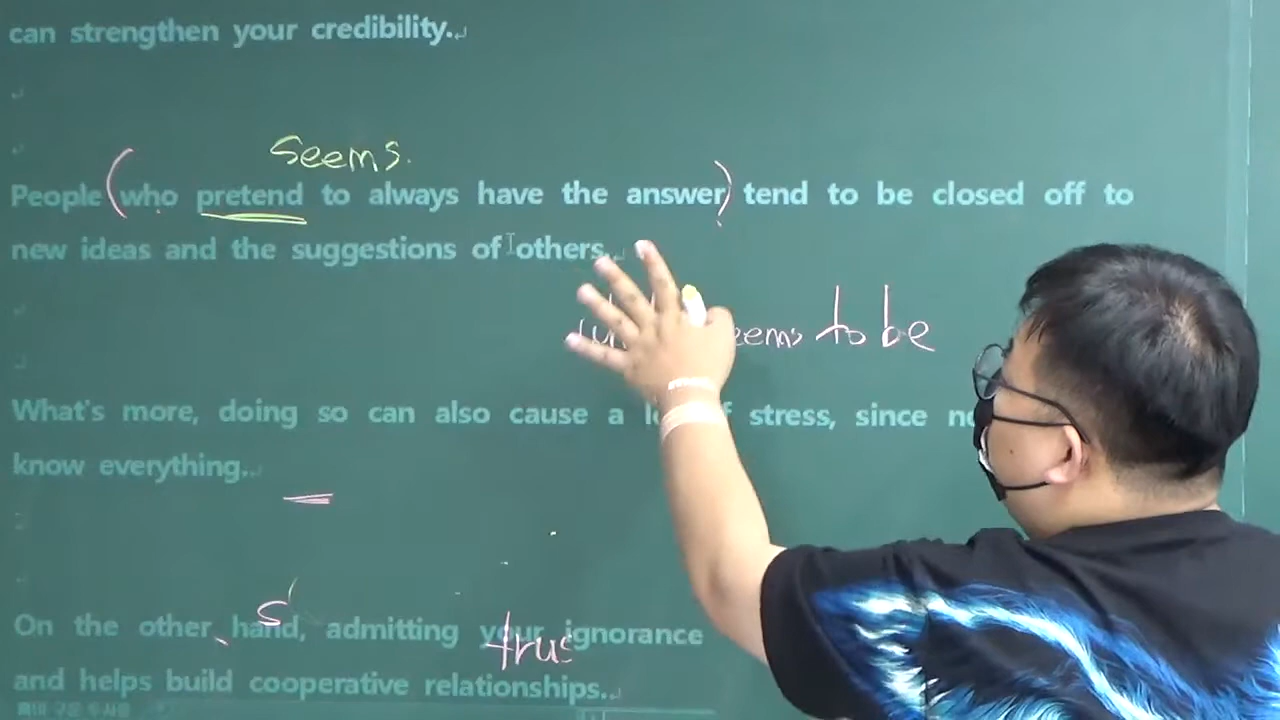 can strengthen your credibility.
seems.
People (who pretend to always have the answer) tend to be closed off to
new ideas and the suggestions of others.
to be
What's more, doing so can also cause a of stress, since
know everything..
s
On the other hand, admitting your ignorance
trus
and helps build cooperative relationships..